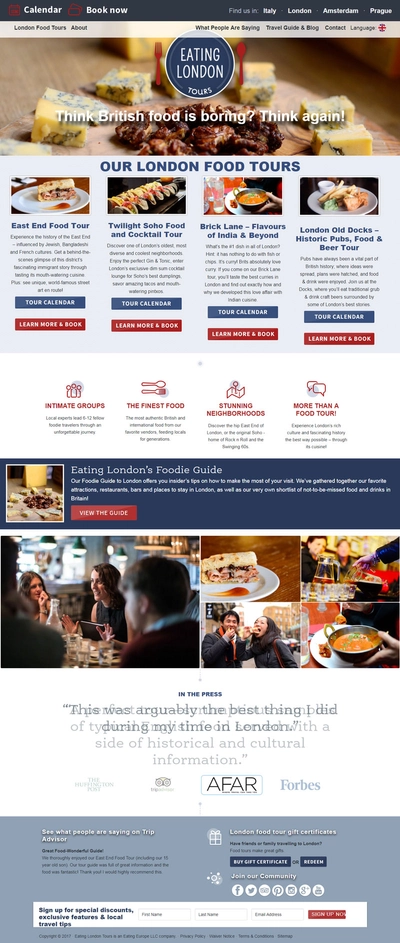 Calendar Book now Find us in: Italy · London · Amsterdam · Prague
London Food Tours About What People Are Saying Travel Guide & Blog Contact Language:
EATING
LONDON
TOURS
Think British food is boring? Think again!
OUR LONDON FOOD TOURS
East End Food Tour
Experience the history of the East End
– influenced by Jewish, Bangladeshi
and French cultures. Get a behind-the-
scenes glimpse of this district's
fascinating immigrant story through
tasting its mouth-watering cuisine.
Plus: see unique, world famous street
art en route!
TOUR CALENDAR
LEARN MORE & BOOK
Twilight Soho Food
and Cocktail Tour
Discover one of London's oldest, most
diverse and coolest neighborhoods.
Enjoy the perfect Gin & Tonic, enter
London's exclusive dim sum cocktail
lounge for Soho's best dumplings,
savor amazing tacos and mouth-
watering pintxos.
TOUR CALENDAR
LEARN MORE & BOOK
Brick Lane – Flavours
of India & Beyond
What's the #1 dish in all of London?
Hint: it has nothing to do with fish or
chips. It's curry! Brits absolutely love
curry. If you come on our Brick Lane
tour, you'll taste the best curries in
London and find out exactly how and
why we developed this love affair with
Indian cuisine.
TOUR CALENDAR
LEARN MORE & BOOK
London Old Docks –
Historic Pubs, Food &
Beer Tour
Pubs have always been a vital part of
British history, where ideas were
spread, plans were hatched, and food
& drink were enjoyed. Join us at the
Docks, where you'll eat traditional grub
& drink craft beers surrounded by
some of London's best stories.
TOUR CALENDAR
LEARN MORE & BOOK
INTIMATE GROUPS
Local experts lead 6-12 fellow
foodie travelers through an
unforgettable journey
THE FINEST FOOD
The most authentic British and
international food from our
favorite vendors, feeding locals
for generations.
STUNNING
NEIGHBORHOODS
Discover the hip East End of
London, or the original Soho -
home of Rock n Roll and the
Swinging 60s
MORE THAN A
FOOD TOUR!
Experience London's rich
culture and fascinating history
the best way possible – through
its cuisine!
Eating London's Foodie Guide
Our Foodie Guide to London offers you insider's tips on how to make the most of your visit. We've gathered together our favorite
attractions, restaurants, bars and places to stay in London, as well as our very own shortlist of not-to-be-missed food and drinks in
Britain!
VIEW THE GUIDE
IN THE PRESS
“This was arguably the best thing I did
during my time in London.”
of typical English food served with a
side of historical and cultural
information.”
THE
HUFFINGTON
POST
tripadvisor
AFAR
Forbes
See what people are saying on Trip
Advisor
Great Food-Wonderful Guide!
We thoroughly enjoyed our East End Food Tour (including our 15
year old son). Our tour guide was full of great information and the
food was fantastic! Thank you! I would highly recommend this.
London food tour gift certificates
Have friends or family travelling to London?
Food tours make great gifts.
BUY GIFT CERTIFICATE OR REDEEM
Join our Community
Sign up for special discounts,
exclusive features & local
travel tips
First Name Last Name Email Address SIGN UP NOW
Copyright © 2017 · Eating London Tours is an Eating Europe LLC company. · Privacy Policy · Waiver Notice · Terms & Conditions · Sitemap